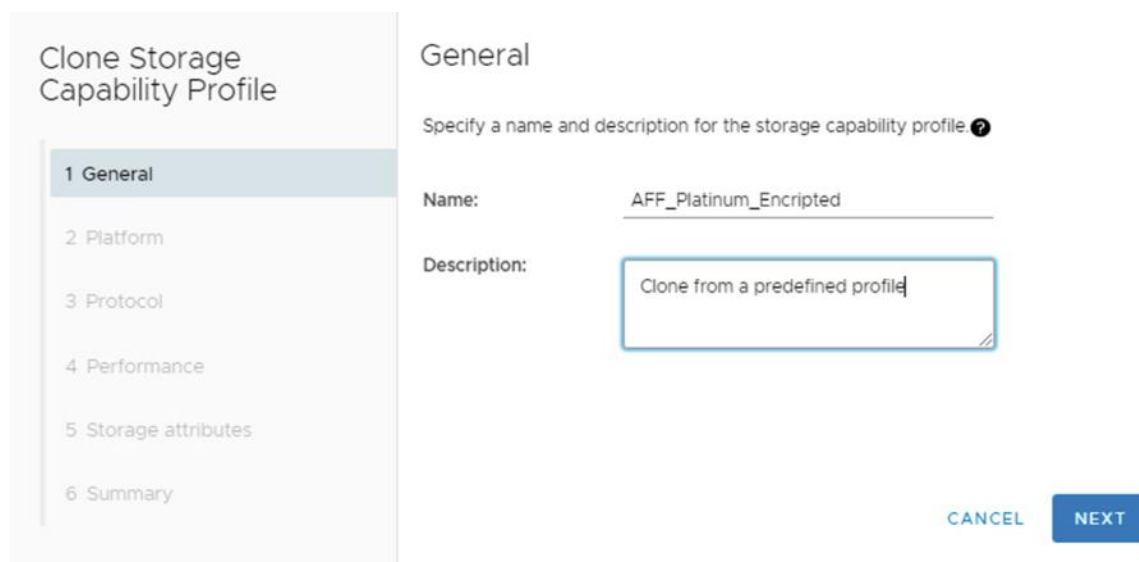 Clone Storage
Capability Profile
1 General
2 Platform
3 Protocol
4 Performance
5 Storage attributes
6 Summary
General
Specify a name and description for the storage capability profile.?
Name: AFF_Platinum_Encripted
Description: Clone from a predefined profile
CANCEL NEXT